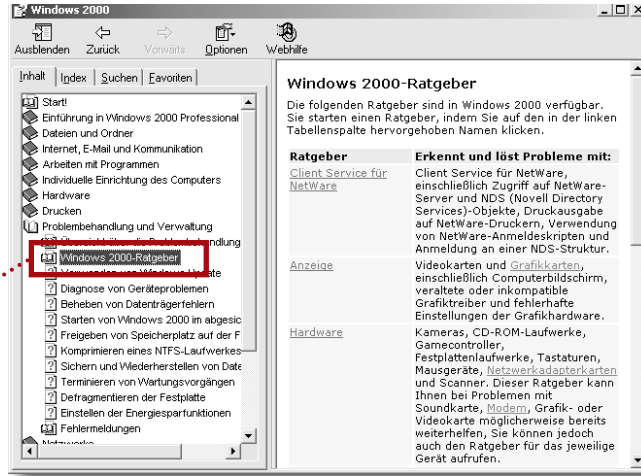 Windows 2000
Ausblenden Zurück Vorwärts Optionen Webhilfe
Inhalt Index Suchen Favoriten
Start!
Einführung in Windows 2000 Professional
Dateien und Ordner
Internet, E-Mail und Kommunikation
Arbeiten mit Programmen
Individuelle Einrichtung des Computers
Hardware
Drucken
Problembehandlung und Verwaltung
Übersicht über die Problembehandlung
Windows 2000-Ratgeber
Verwenden von Windows Update
Diagnose von Geräteproblemen
Beheben von Datenträgerfehlern
Starten von Windows 2000 im abgesic
Freigeben von Speicherplatz auf der F
Komprimieren eines NTFS-Laufwerkes
Sichern und Wiederherstellen von Date
Terminieren von Wartungsvorgängen
Defragmentieren der Festplatte
Einstellen der Energiesparfunktionen
Fehlermeldungen
Netzwerke
Windows 2000-Ratgeber
Die folgenden Ratgeber sind in Windows 2000 verfügbar.
Sie starten einen Ratgeber, indem Sie auf den in der linken
Tabellenspalte hervorgehoben Namen klicken.
Ratgeber Erkennt und löst Probleme mit:
Client Service für
NetWare
Client Service für NetWare,
einschließlich Zugriff auf NetWare-
Server und NDS (Novell Directory
Services)-Objekte, Druckausgabe
auf NetWare-Druckern, Verwendung
von NetWare-Anmeldeskripten und
Anmeldung an einer NDS-Struktur.
Anzeige
Videokarten und Grafikkarten,
einschließlich Computerbildschirm,
veraltete oder inkompatible
Grafiktreiber und fehlerhafte
Einstellungen der Grafikhardware.
Hardware
Kameras, CD-ROM-Laufwerke,
Gamecontroller,
Festplattenlaufwerke, Tastaturen,
Mausgeräte, Netzwerkadapterkarten
und Scanner. Dieser Ratgeber kann
Ihnen bei Problemen mit
Soundkarte, Modem, Grafik- oder
Videokarte möglicherweise bereits
weiterhelfen, Sie können jedoch
auch den Ratgeber für das jeweilige
Gerät aufrufen.